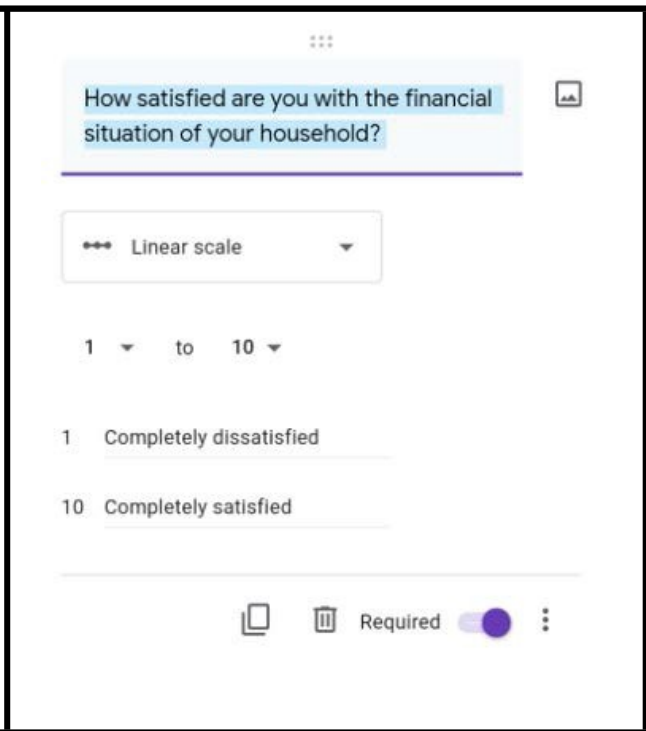 How satisfied are you with the financial
situation of your household?
Linear scale
1 to 10
1 Completely dissatisfied
10 Completely satisfied
Required